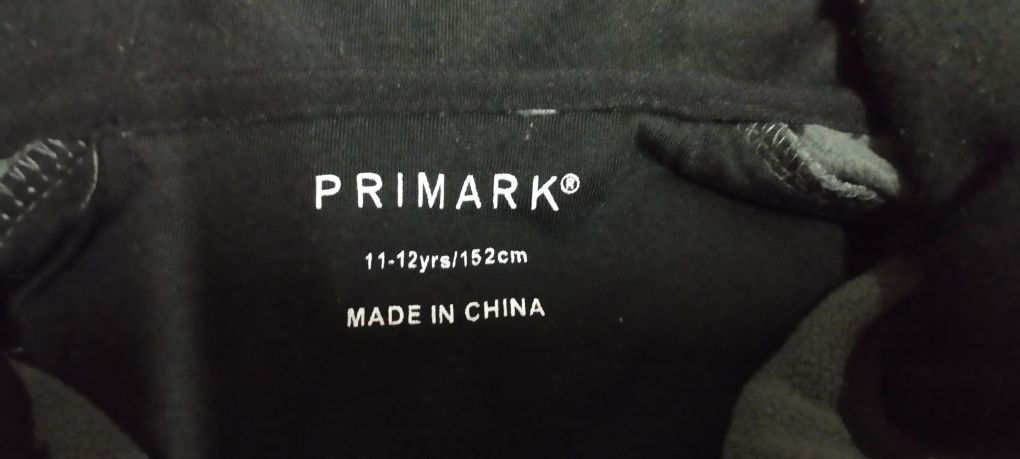 PRIMARK®
11-12yrs/152cm
MADE IN CHINA